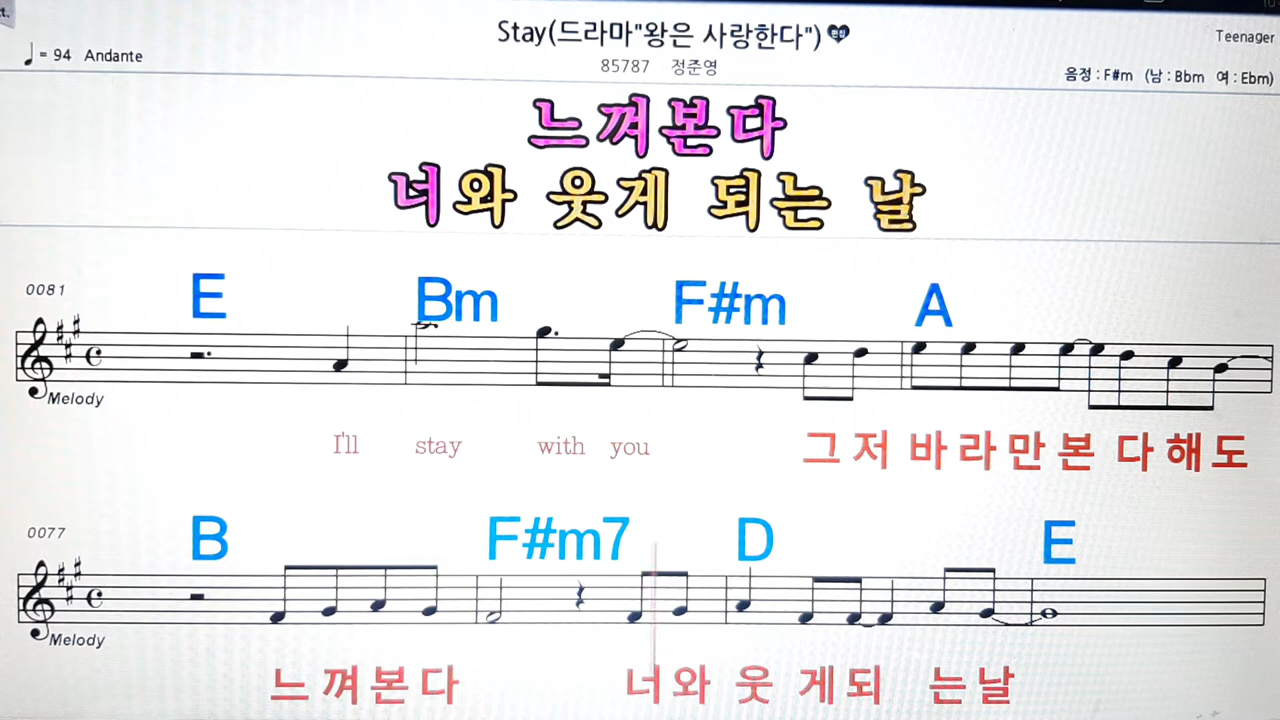 Stay(드라마"왕은 사랑한다")
♩ = 94 Andante
Teenager
85787 정준영
음정 : F#m (남 : Bbm 여 : Ebm)
느껴본다
너와 웃게 되는 날
0081
E Bm F#m A
Melody
I'll stay with you 그 저 바 라 만 본 다 해 도
0077
B F#m7 D E
Melody
느 껴 본 다 너 와 웃 게 되 는 날